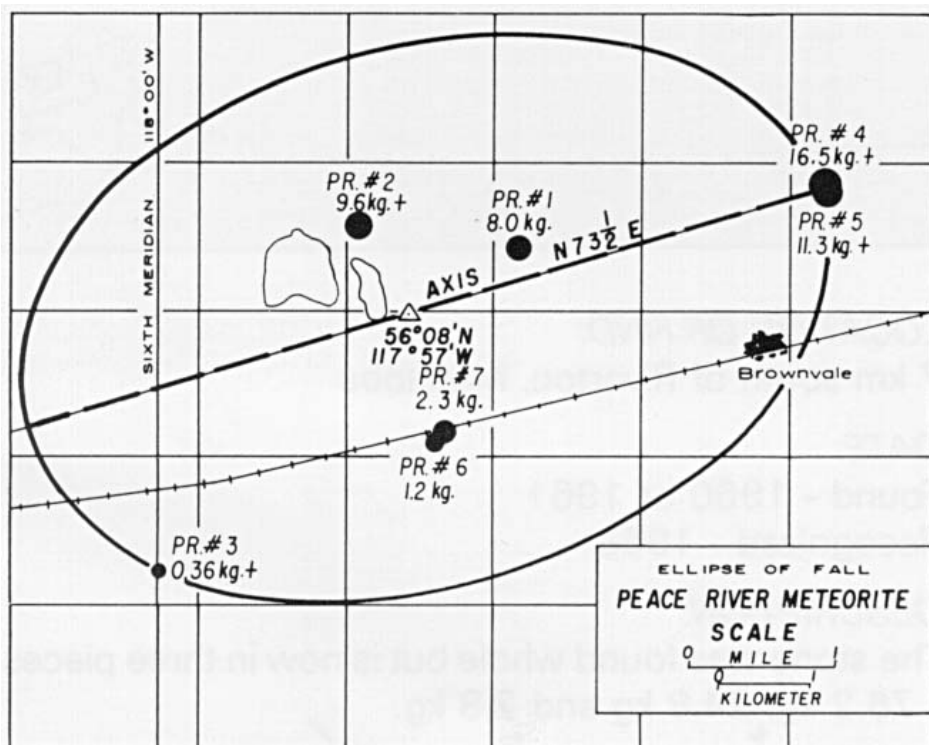 SIXTH MERIDIAN 118°00'W
PR.#4
16.5 kg.+
PR.#2
9.6 kg.+
PR.#1
8.0 kg.
PR.#5
11.3 kg.+
AXIS N73 1/2 E
56°08'N
117°57'W
PR.#7
2.3 kg.
Brownvale
PR.#6
1.2 kg.
PR.#3
0.36 kg.+
ELLIPSE OF FALL
PEACE RIVER METEORITE
SCALE
0 MILE 1
0 1
KILOMETER